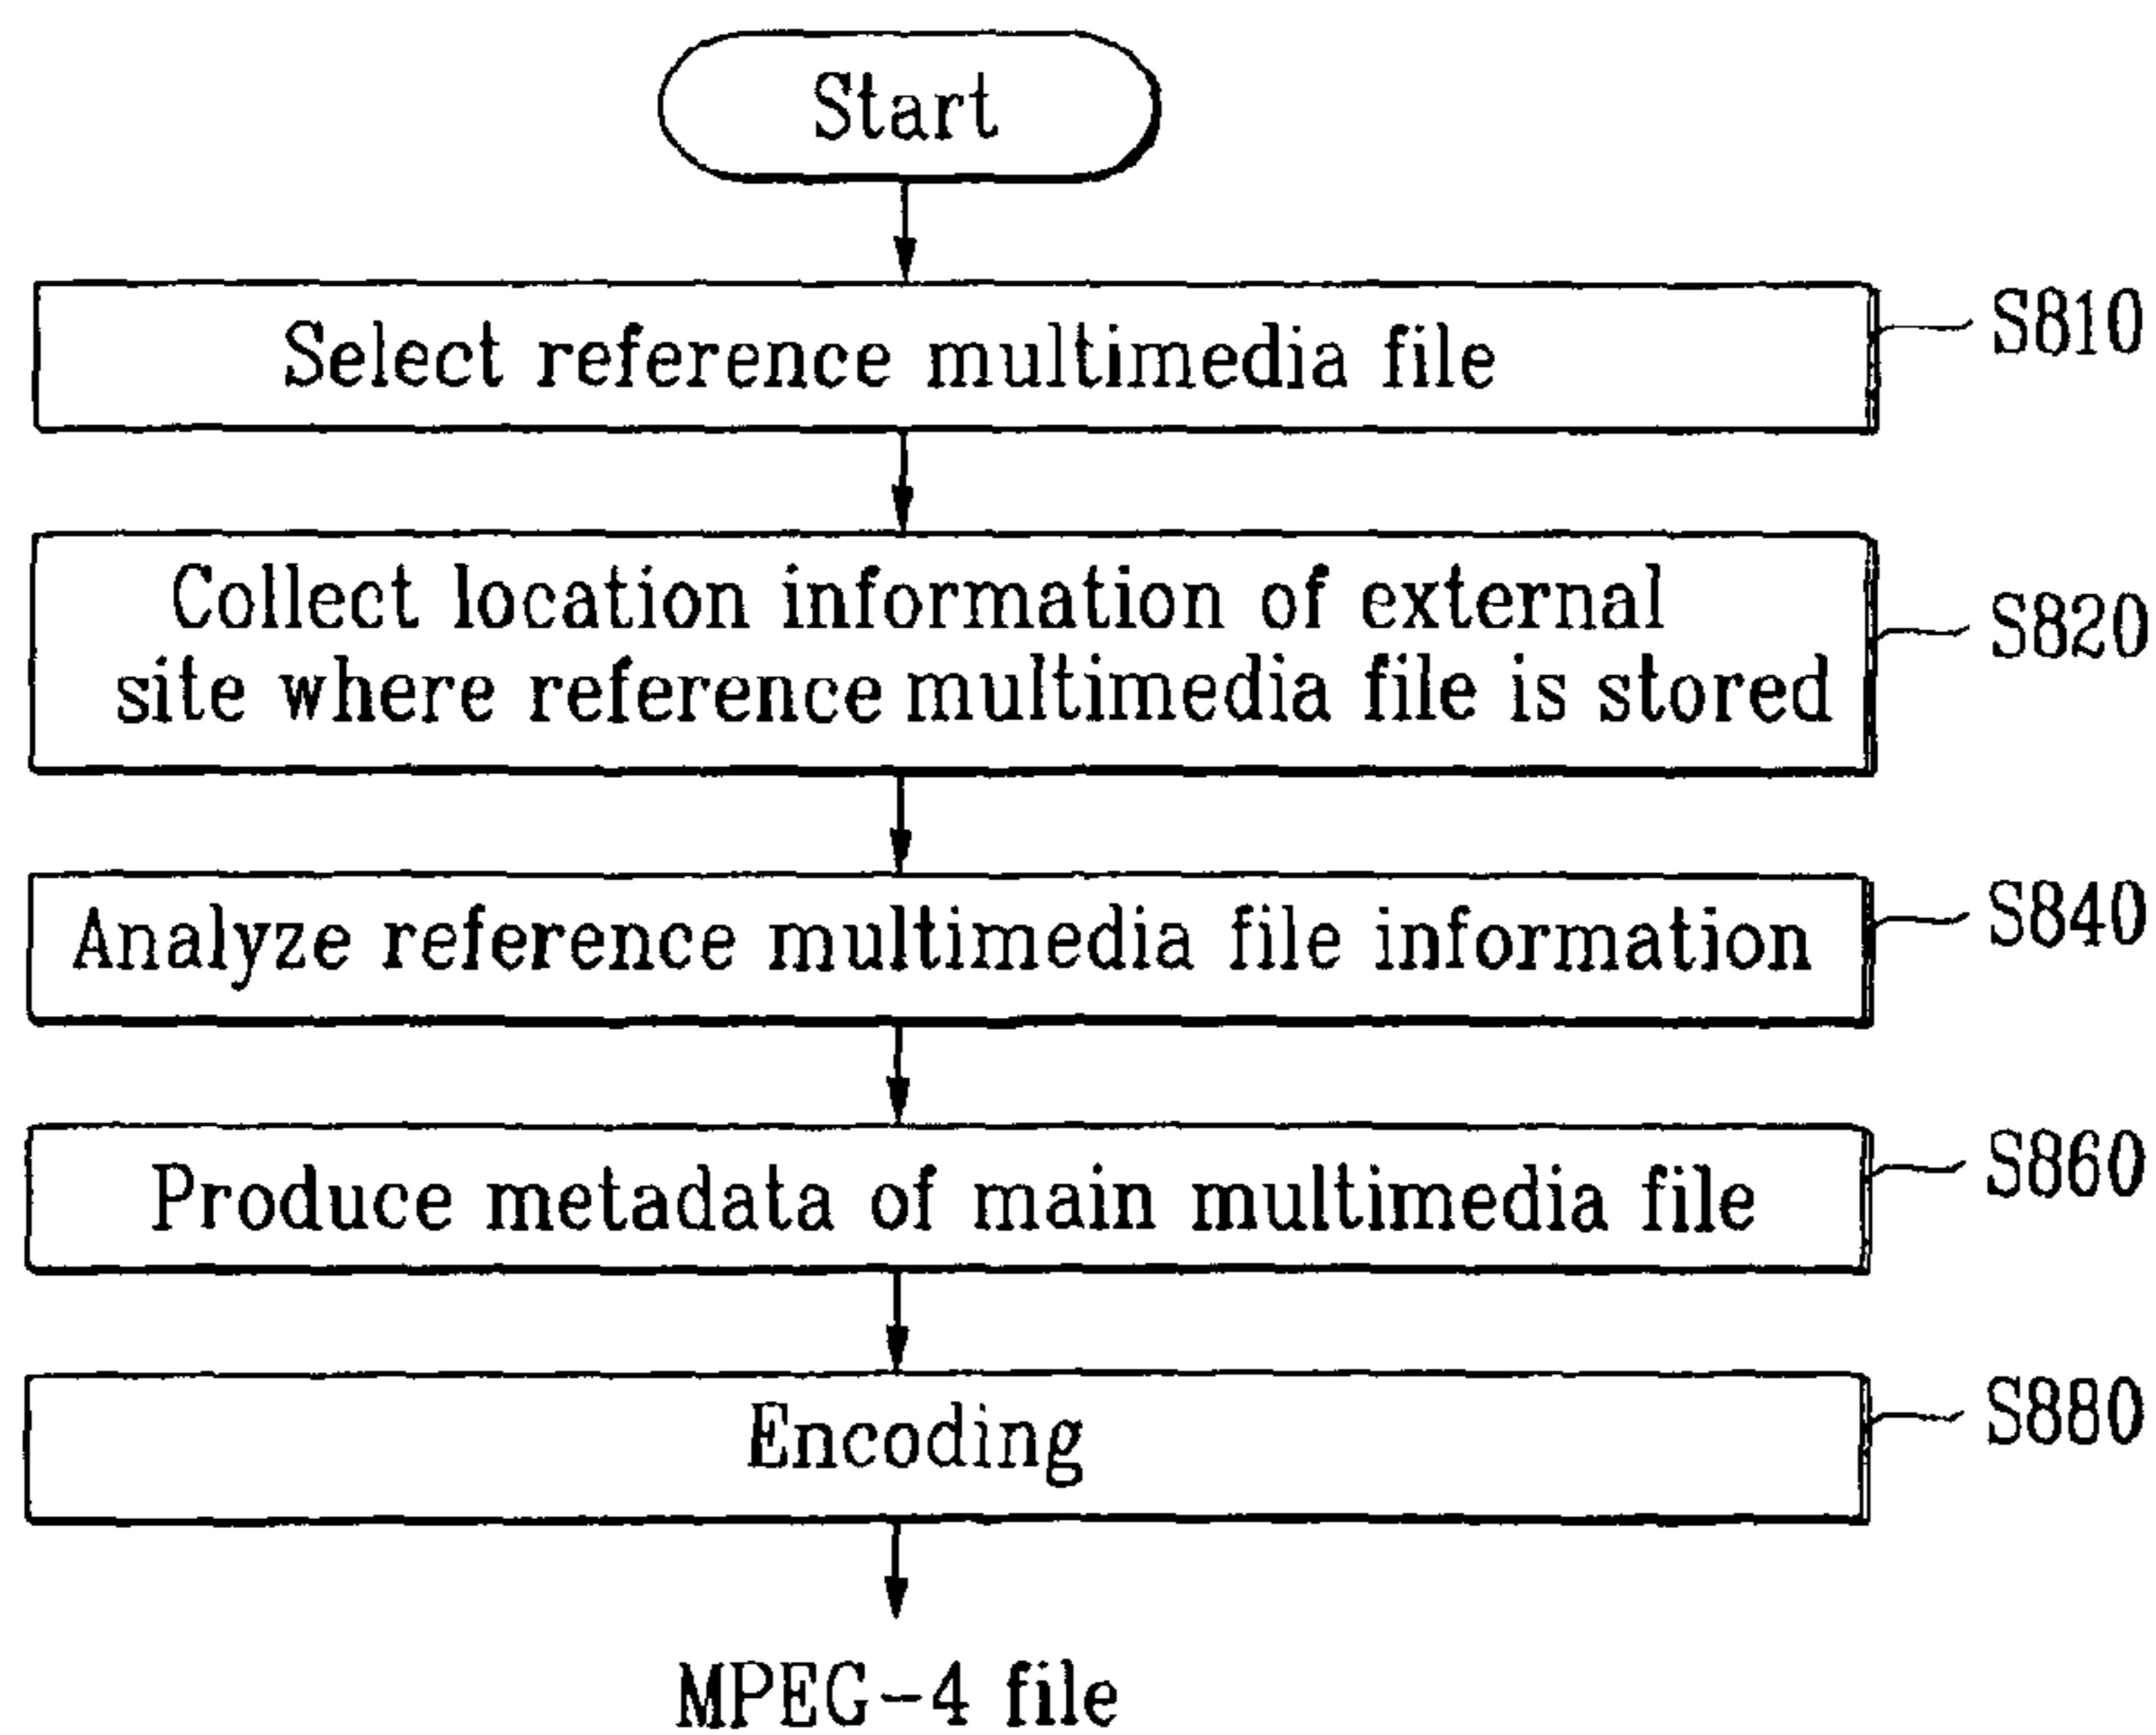 Start
Select reference multimedia file
S810
Collect location information of external
site where reference multimedia file is stored
S820
Analyze reference multimedia file information
S840
Produce metadata of main multimedia file
S860
Encoding
S880
MPEG-4 file